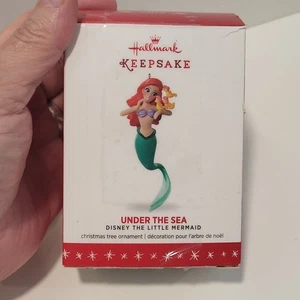 Hallmark
KEEPSAKE
UNDER THE SEA
DISNEY THE LITTLE MERMAID
christmas tree ornament | décoration pour l'arbre de noël